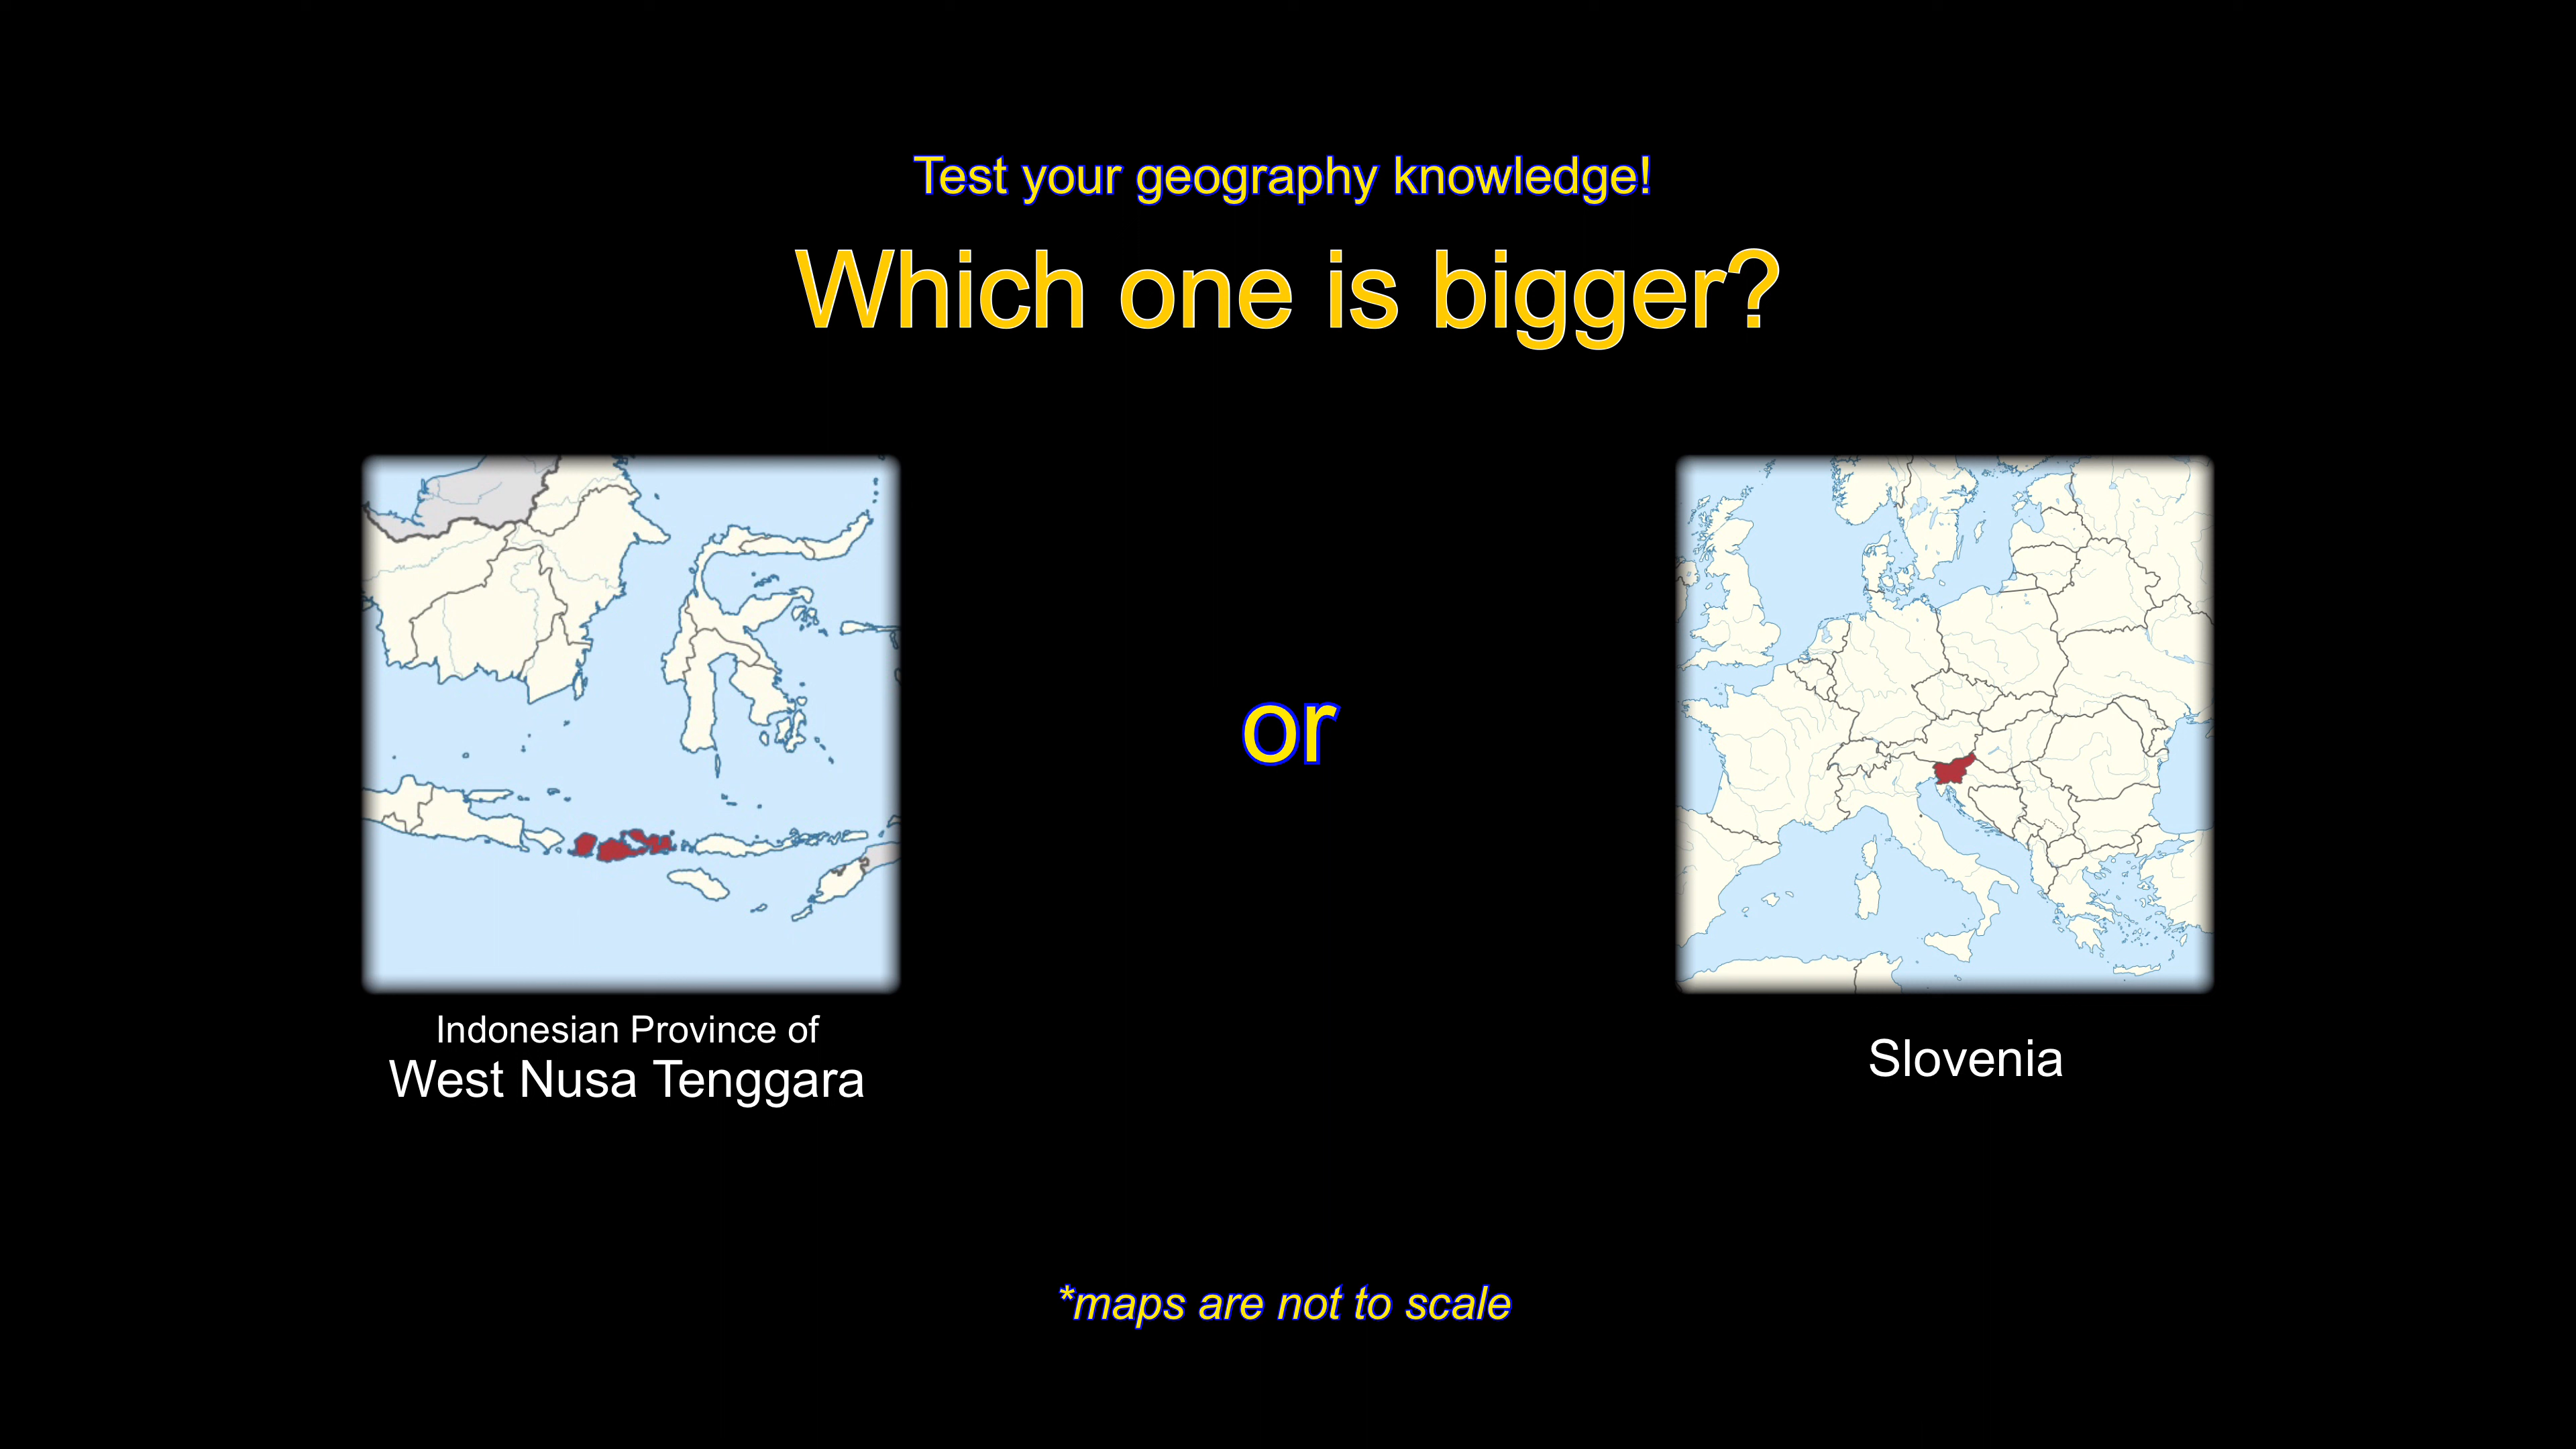 Test your geography knowledge!
Which one is bigger?
or
Indonesian Province of
West Nusa Tenggara
Slovenia
*maps are not to scale